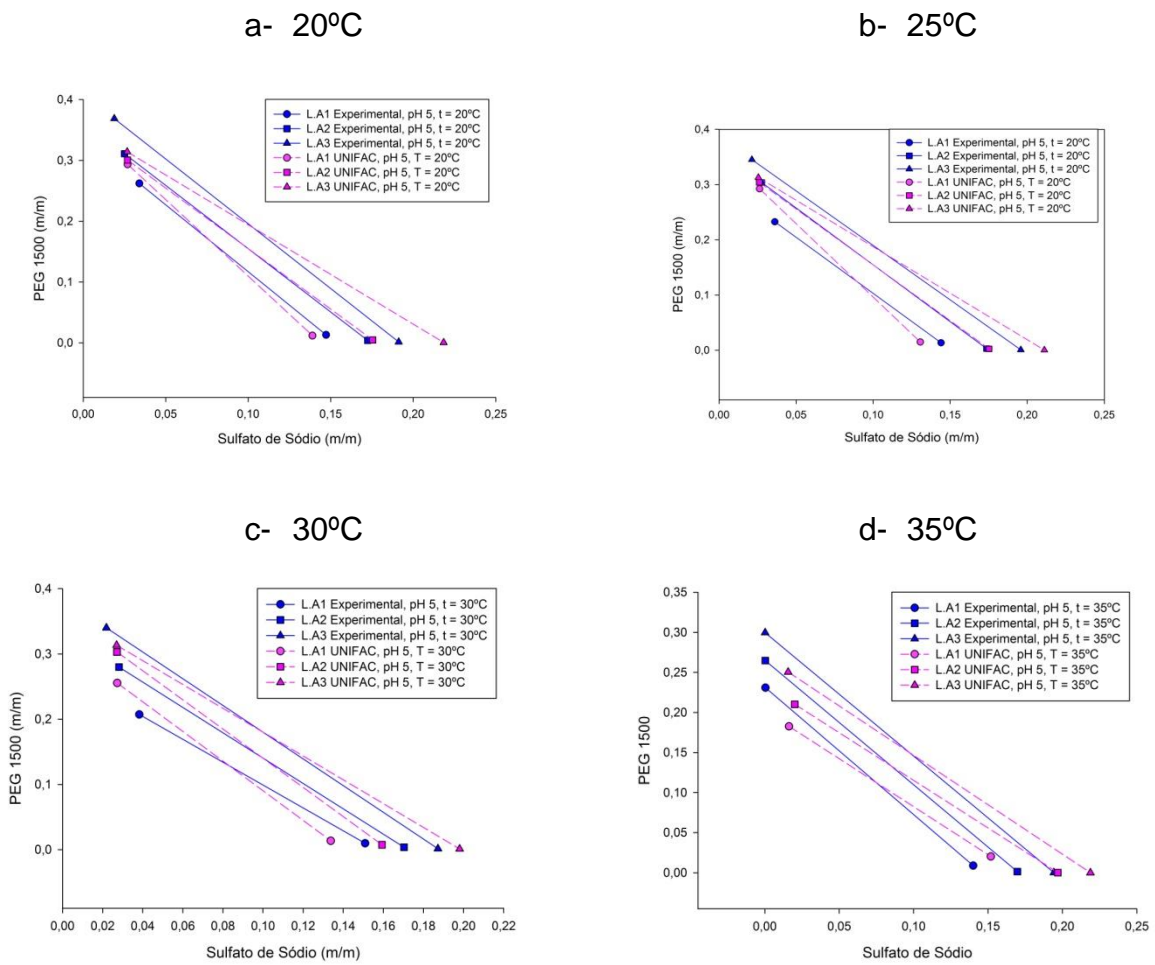 a- 20ºC
0,4
0,3
0,2
0,1
0,0
PEG 1500 (m/m)
0,00 0,05 0,10 0,15 0,20 0,25
Sulfato de Sódio (m/m)
L.A1 Experimental, pH 5, t = 20ºC
L.A2 Experimental, pH 5, t = 20ºC
L.A3 Experimental, pH 5, t = 20ºC
L.A1 UNIFAC, pH 5, T = 20ºC
L.A2 UNIFAC, pH 5, T = 20ºC
L.A3 UNIFAC, pH 5, T = 20ºC
b- 25ºC
0,4
0,3
0,2
0,1
0,0
PEG 1500 (m/m)
0,00 0,05 0,10 0,15 0,20 0,25
Sulfato de Sódio (m/m)
L.A1 Experimental, pH 5, t = 20ºC
L.A2 Experimental, pH 5, t = 20ºC
L.A3 Experimental, pH 5, t = 20ºC
L.A1 UNIFAC, pH 5, T = 20ºC
L.A2 UNIFAC, pH 5, T = 20ºC
L.A3 UNIFAC, pH 5, T = 20ºC
c- 30ºC
0,4
0,3
0,2
0,1
0,0
PEG 1500 (m/m)
0,00 0,02 0,04 0,06 0,08 0,10 0,12 0,14 0,16 0,18 0,20 0,22
Sulfato de Sódio (m/m)
L.A1 Experimental, pH 5, t = 30ºC
L.A2 Experimental, pH 5, t = 30ºC
L.A3 Experimental, pH 5, t = 30ºC
L.A1 UNIFAC, pH 5, T = 30ºC
L.A2 UNIFAC, pH 5, T = 30ºC
L.A3 UNIFAC, pH 5, T = 30ºC
d- 35ºC
0,35
0,30
0,25
0,20
0,15
0,10
0,05
0,00
PEG 1500
0,00 0,05 0,10 0,15 0,20 0,25
Sulfato de Sódio
L.A1 Experimental, pH 5, t = 35ºC
L.A2 Experimental, pH 5, t = 35ºC
L.A3 Experimental, pH 5, t = 35ºC
L.A1 UNIFAC, pH 5, T = 35ºC
L.A2 UNIFAC, pH 5, T = 35ºC
L.A3 UNIFAC, pH 5, T = 35ºC